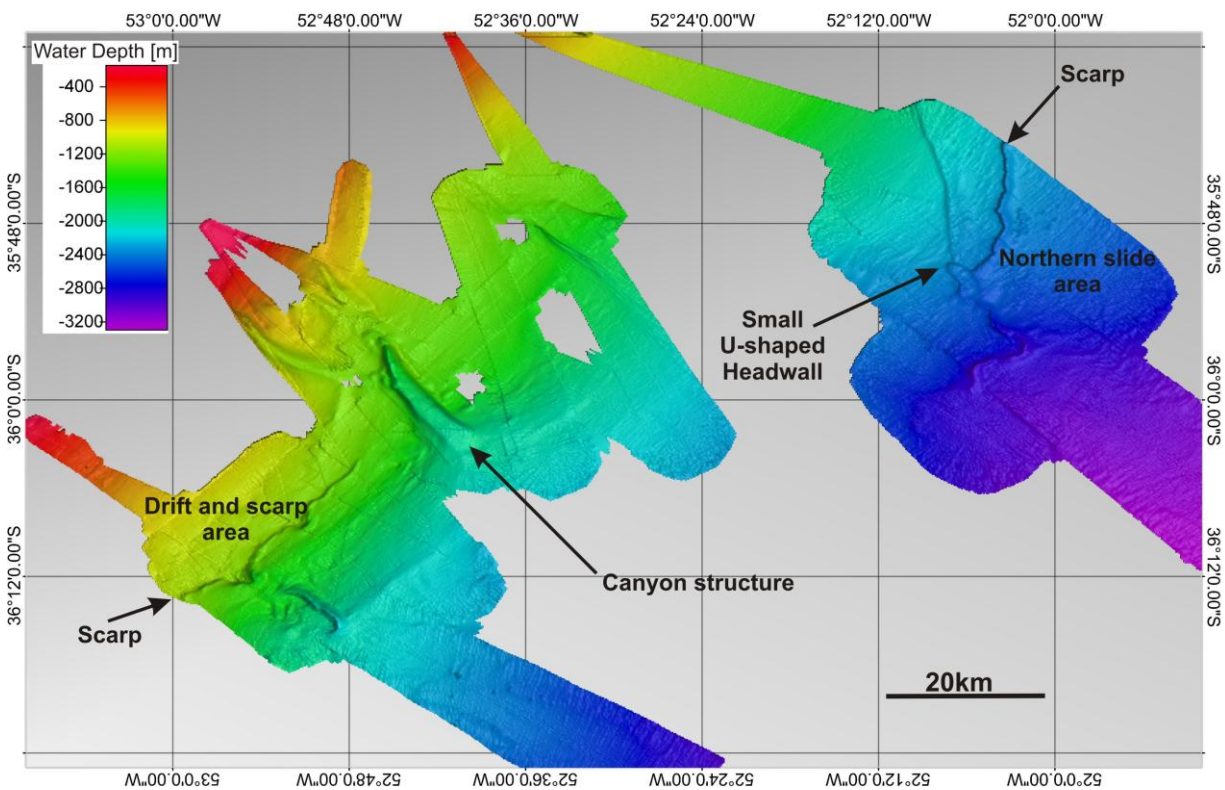 53°0'0.00"W 52°48'0.00"W 52°36'0.00"W 52°24'0.00"W 52°12'0.00"W 52°0'0.00"W
Water Depth [m]
-400
-800
-1200
-1600
-2000
-2400
-2800
-3200
Scarp
35°48'0.00"S
35°48'0.00"S
Northern slide
area
Small
U-shaped
Headwall
36°0'0.00"S
36°0'0.00"S
Drift and scarp
area
Canyon structure
36°12'0.00"S
36°12'0.00"S
Scarp
20km
53°0'0.00"W 52°48'0.00"W 52°36'0.00"W 52°24'0.00"W 52°12'0.00"W 52°0'0.00"W